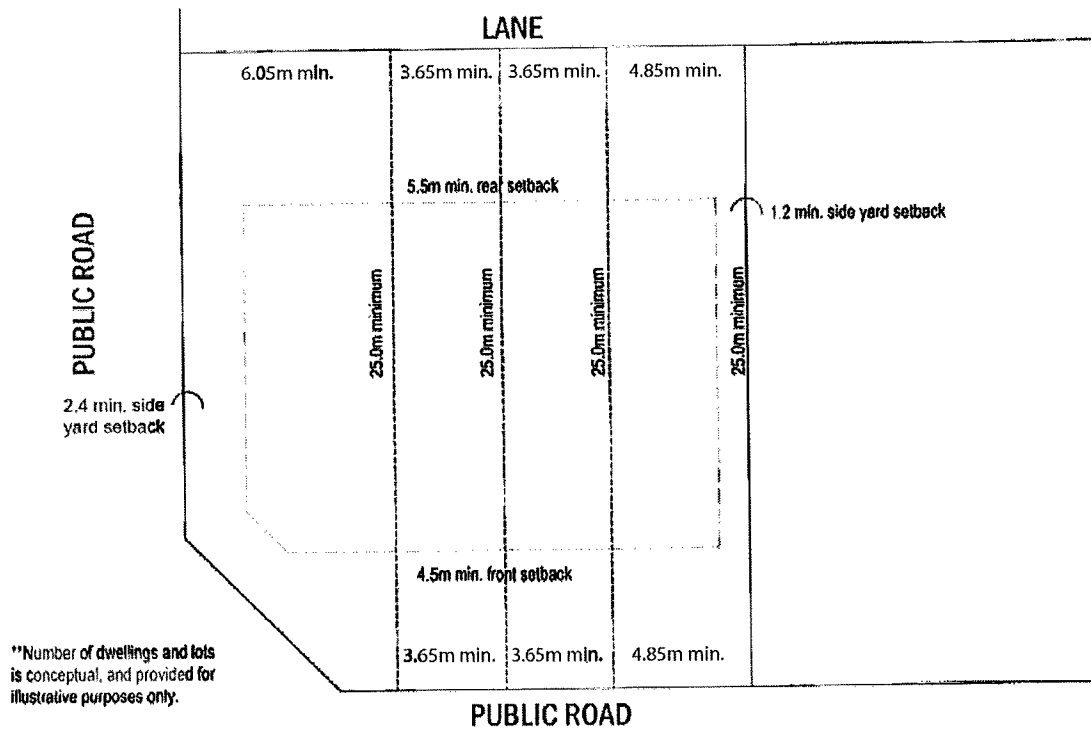 LANE
6.05m min. 3.65m min. 3.65m min. 4.85m min.
5.5m min. rear setback
1.2 min. side yard setback
PUBLIC ROAD
25.0m minimum
25.0m minimum
25.0m minimum
25.0m minimum
2.4 min. side
yard setback
4.5m min. front setback
**Number of dwellings and lots
is conceptual, and provided for
illustrative purposes only.
3.65m min. 3.65m min. 4.85m min.
PUBLIC ROAD